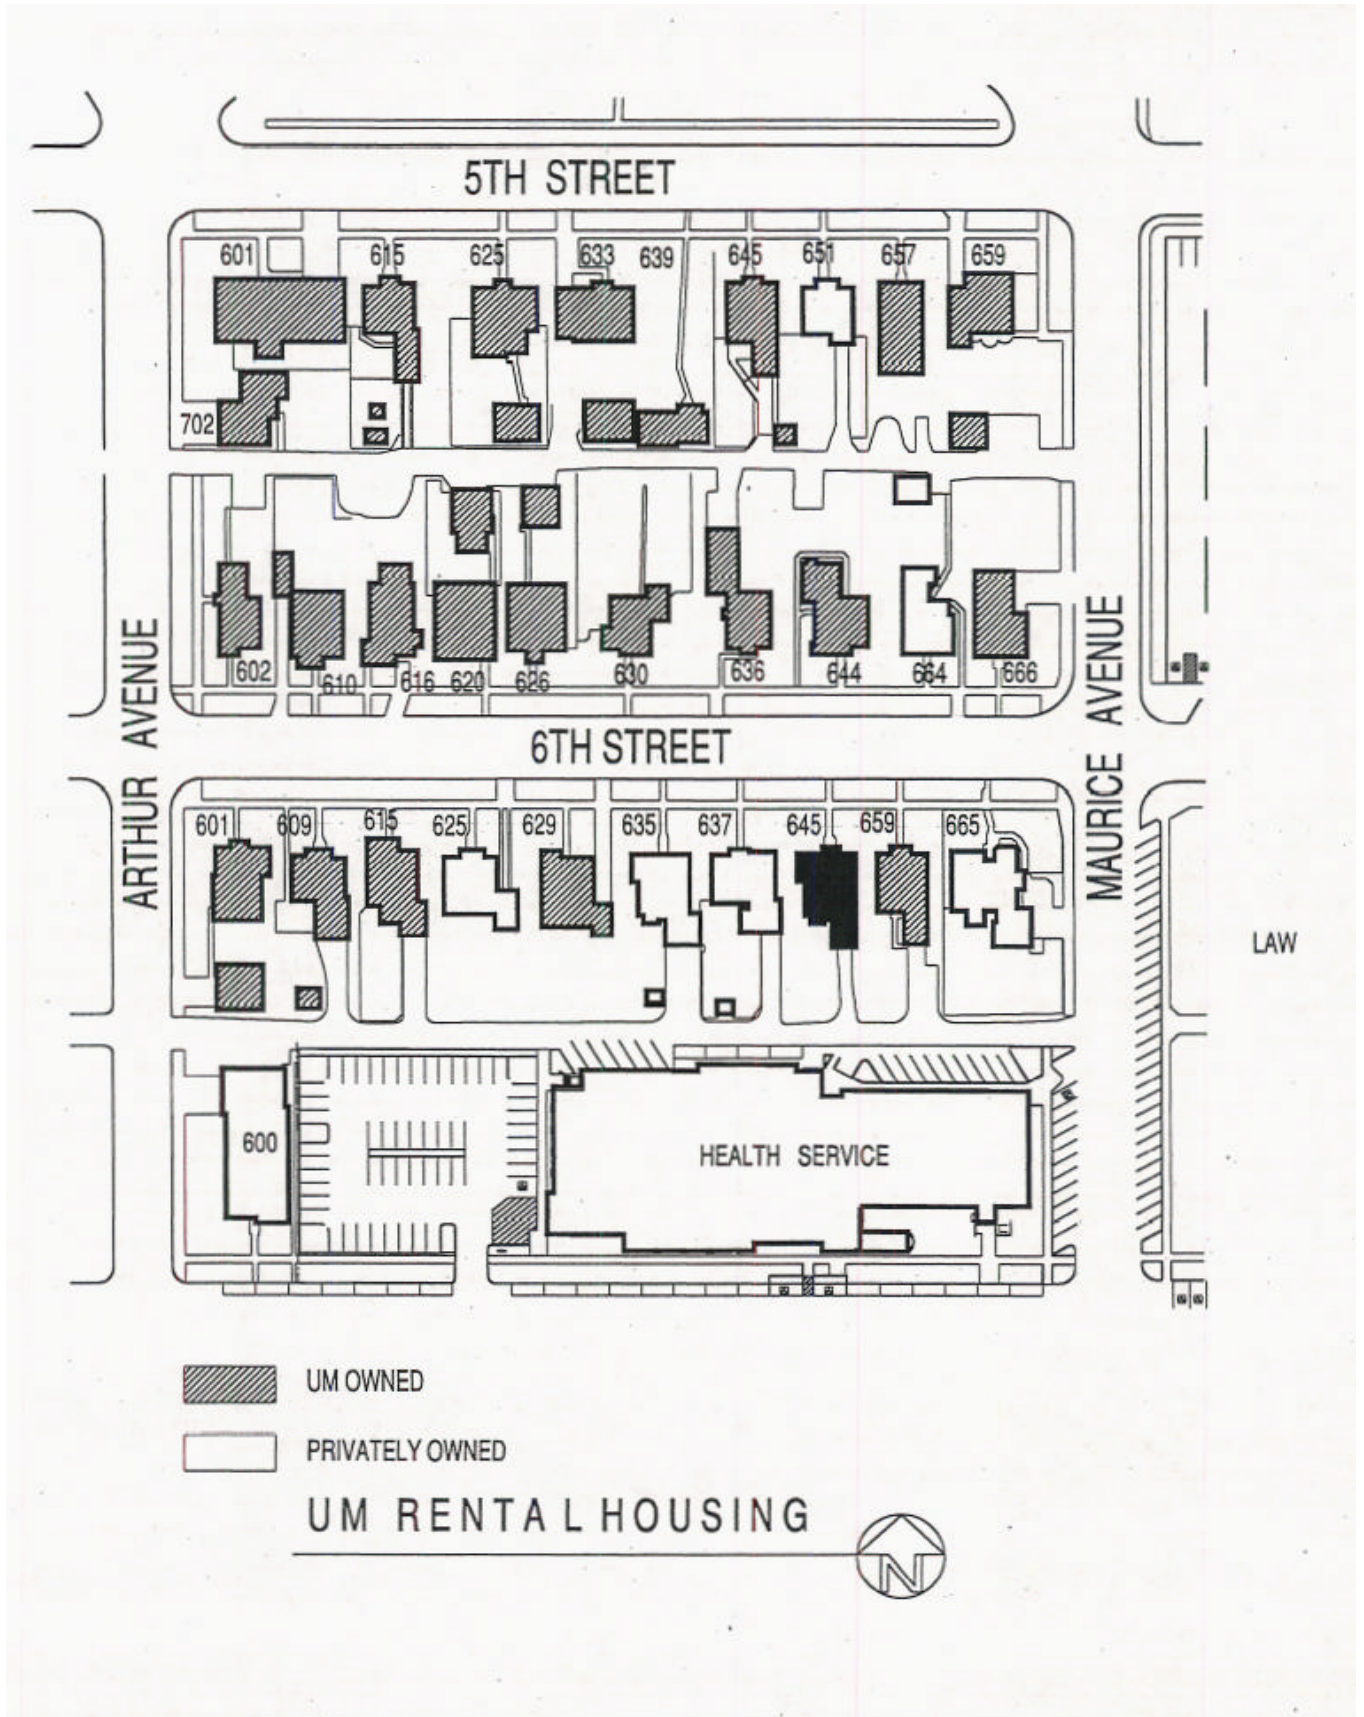 5TH STREET
601 615 625 633 639 645 651 657 659
702
602 610 616 620 626 630 636 644 664 666
ARTHUR AVENUE
MAURICE AVENUE
6TH STREET
601 609 615 625 629 635 637 645 659 665
LAW
600
HEALTH SERVICE
UM OWNED
PRIVATELY OWNED
UM RENTAL HOUSING
N